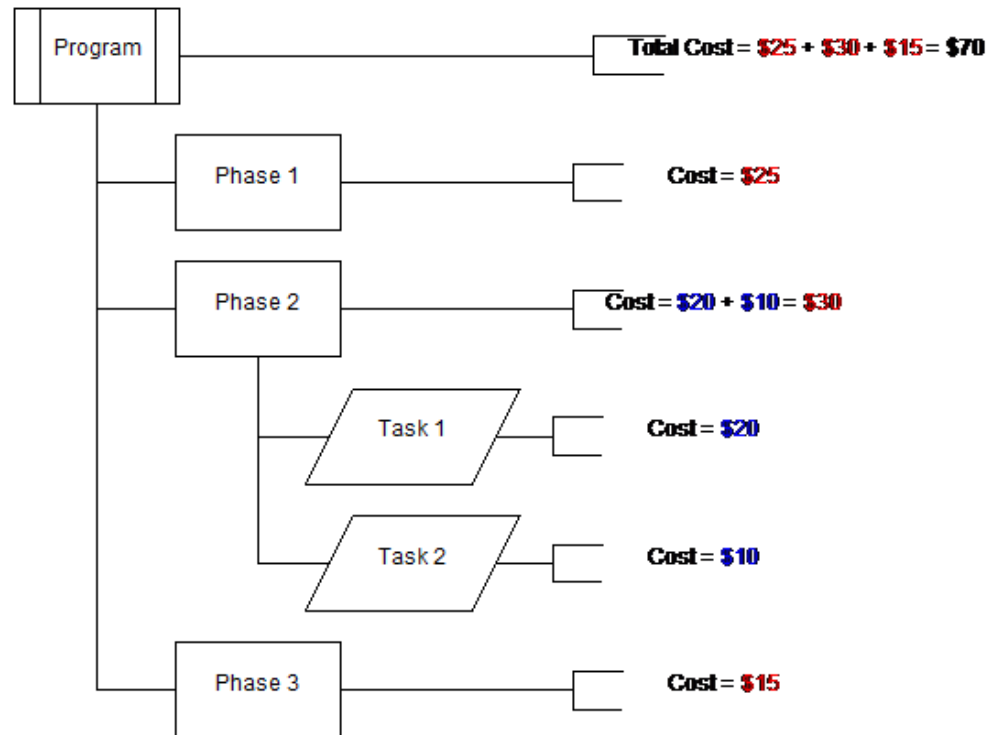 Program
Total Cost = $25 + $30 + $15 = $70
Phase 1
Cost = $25
Phase 2
Cost = $20 + $10 = $30
Task 1
Cost = $20
Task 2
Cost = $10
Phase 3
Cost = $15